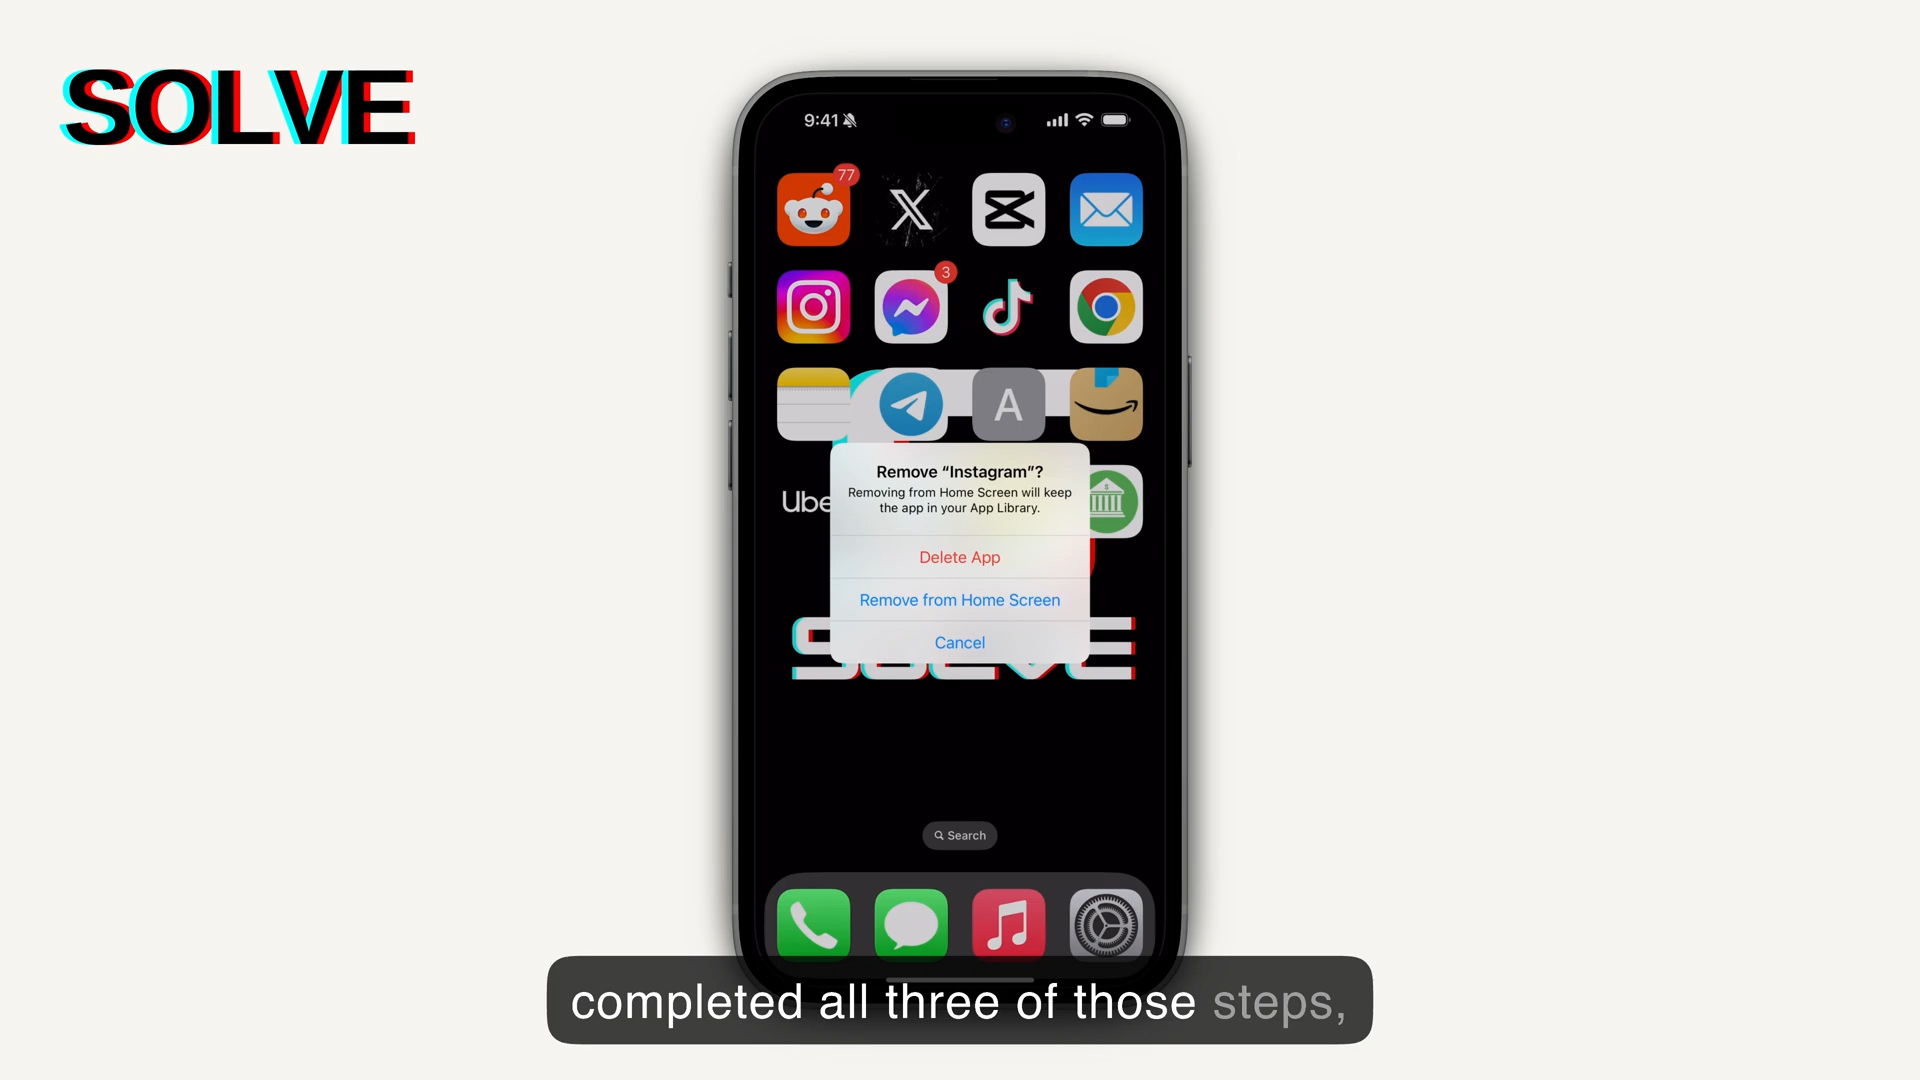 SOLVE
9:41
77
3
A
Remove “Instagram”?
Removing from Home Screen will keep
the app in your App Library.
Ube
Delete App
Remove from Home Screen
Cancel
SOLVE
Search
completed all three of those steps,